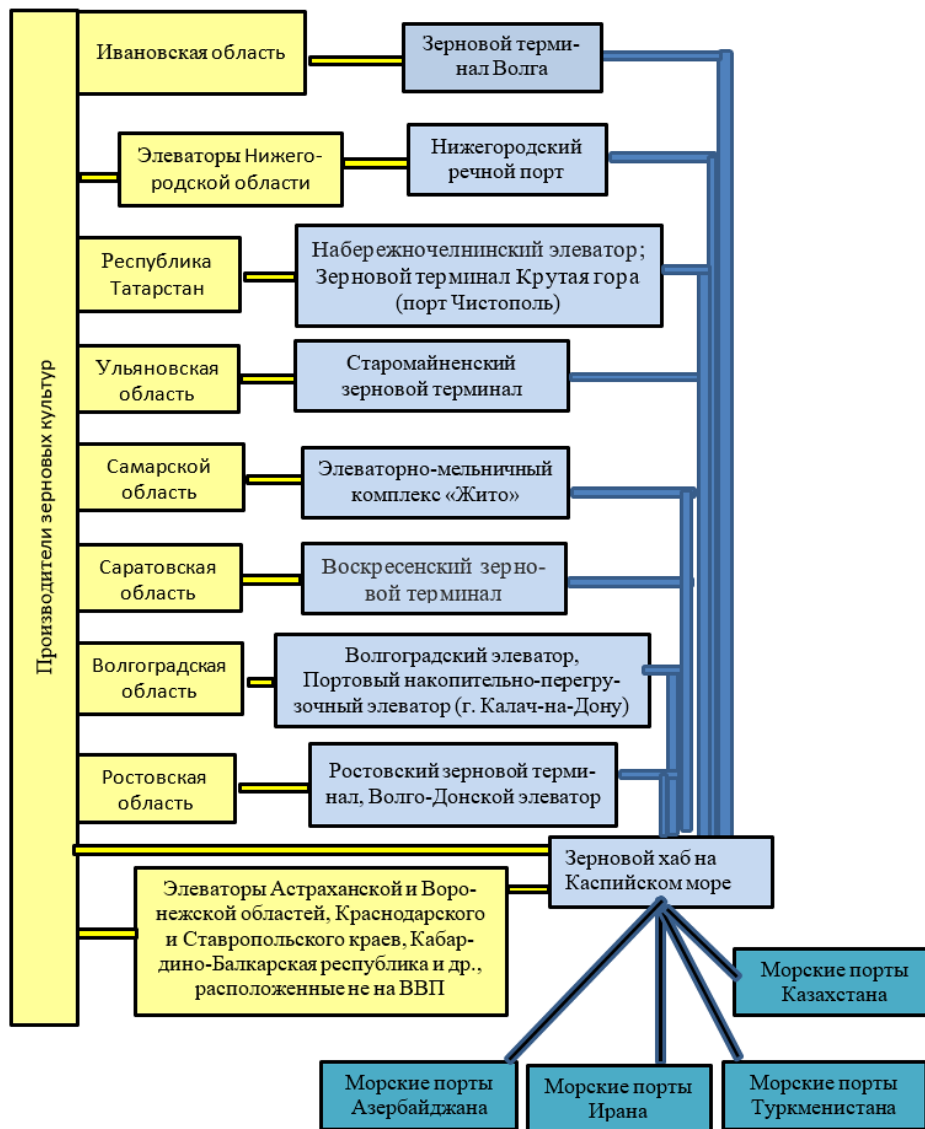 Производители зерновых культур
Ивановская область
Зерновой терми-
нал Волга
Элеваторы Нижего-
родской области
Нижегородский
речной порт
Республика
Татарстан
Набережночелнинский элеватор;
Зерновой терминал Крутая гора
(порт Чистополь)
Ульяновская
область
Старомайненский
зерновой терминал
Самарской
область
Элеваторно-мельничный
комплекс «Жито»
Саратовская
область
Воскресенский зерно-
вой терминал
Волгоградская
область
Волгоградский элеватор,
Портовый накопительно-перегру-
зочный элеватор (г. Калач-на-Дону)
Ростовская
область
Ростовский зерновой терми-
нал, Волго-Донской элеватор
Зерновой хаб на
Каспийском море
Элеваторы Астраханской и Воро-
нежской областей, Краснодарского
и Ставропольского краев, Кабар-
дино-Балкарская республика и др.,
расположенные не на ВВП
Морские порты
Казахстана
Морские порты
Азербайджана
Морские порты
Ирана
Морские порты
Туркменистана